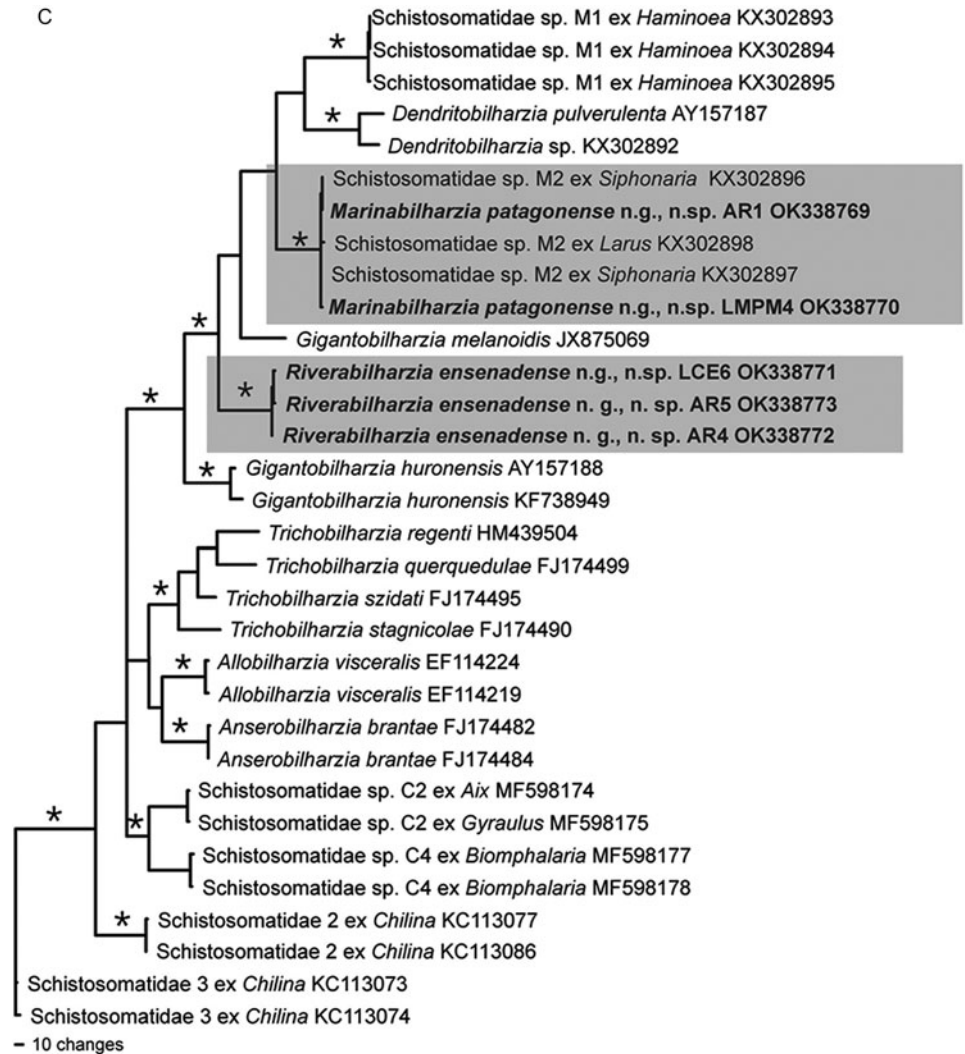 C
Schistosomatidae sp. M1 ex Haminoea KX302893
Schistosomatidae sp. M1 ex Haminoea KX302894
Schistosomatidae sp. M1 ex Haminoea KX302895
Dendritobilharzia pulverulenta AY157187
Dendritobilharzia sp. KX302892
Schistosomatidae sp. M2 ex Siphonaria KX302896
Marinabilharzia patagonense n.g., n.sp. AR1 OK338769
Schistosomatidae sp. M2 ex Larus KX302898
Schistosomatidae sp. M2 ex Siphonaria KX302897
Marinabilharzia patagonense n.g., n.sp. LMPM4 OK338770
Gigantobilharzia melanoidis JX875069
Riverabilharzia ensenadense n.g., n.sp. LCE6 OK338771
Riverabilharzia ensenadense n. g., n. sp. AR5 OK338773
Riverabilharzia ensenadense n. g., n. sp. AR4 OK338772
Gigantobilharzia huronensis AY157188
Gigantobilharzia huronensis KF738949
Trichobilharzia regenti HM439504
Trichobilharzia querquedulae FJ174499
Trichobilharzia szidati FJ174495
Trichobilharzia stagnicolae FJ174490
Allobilharzia visceralis EF114224
Allobilharzia visceralis EF114219
Anserobilharzia brantae FJ174482
Anserobilharzia brantae FJ174484
Schistosomatidae sp. C2 ex Aix MF598174
Schistosomatidae sp. C2 ex Gyraulus MF598175
Schistosomatidae sp. C4 ex Biomphalaria MF598177
Schistosomatidae sp. C4 ex Biomphalaria MF598178
Schistosomatidae 2 ex Chilina KC113077
Schistosomatidae 2 ex Chilina KC113086
Schistosomatidae 3 ex Chilina KC113073
Schistosomatidae 3 ex Chilina KC113074
10 changes